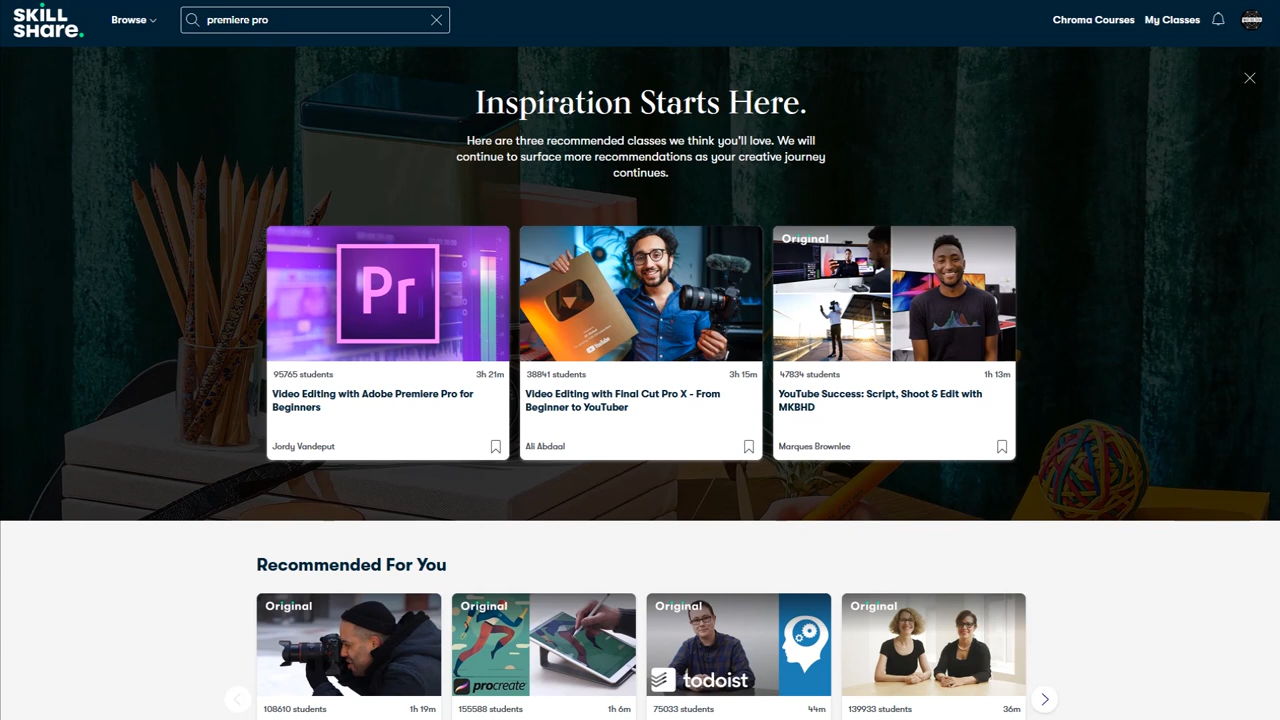 SKILL
SHARE.
Browse
premiere pro
Chroma Courses
My Classes
Inspiration Starts Here.
Here are three recommended classes we think you'll love. We will
continue to surface more recommendations as your creative journey
continues.
Pr
YouTube
Original
95765 students
3h 21m
38841 students
3h 15m
47834 students
1h 13m
Video Editing with Adobe Premiere Pro for
Beginners
Video Editing with Final Cut Pro X - From
Beginner to YouTuber
YouTube Success: Script, Shoot & Edit with
MKBHD
Jordy Vandeput
Ali Abdaal
Marques Brownlee
Recommended For You
Original
Original
Original
Original
procreate
todoist
108610 students
1h 19m
155588 students
1h 6m
75033 students
44m
139933 students
36m